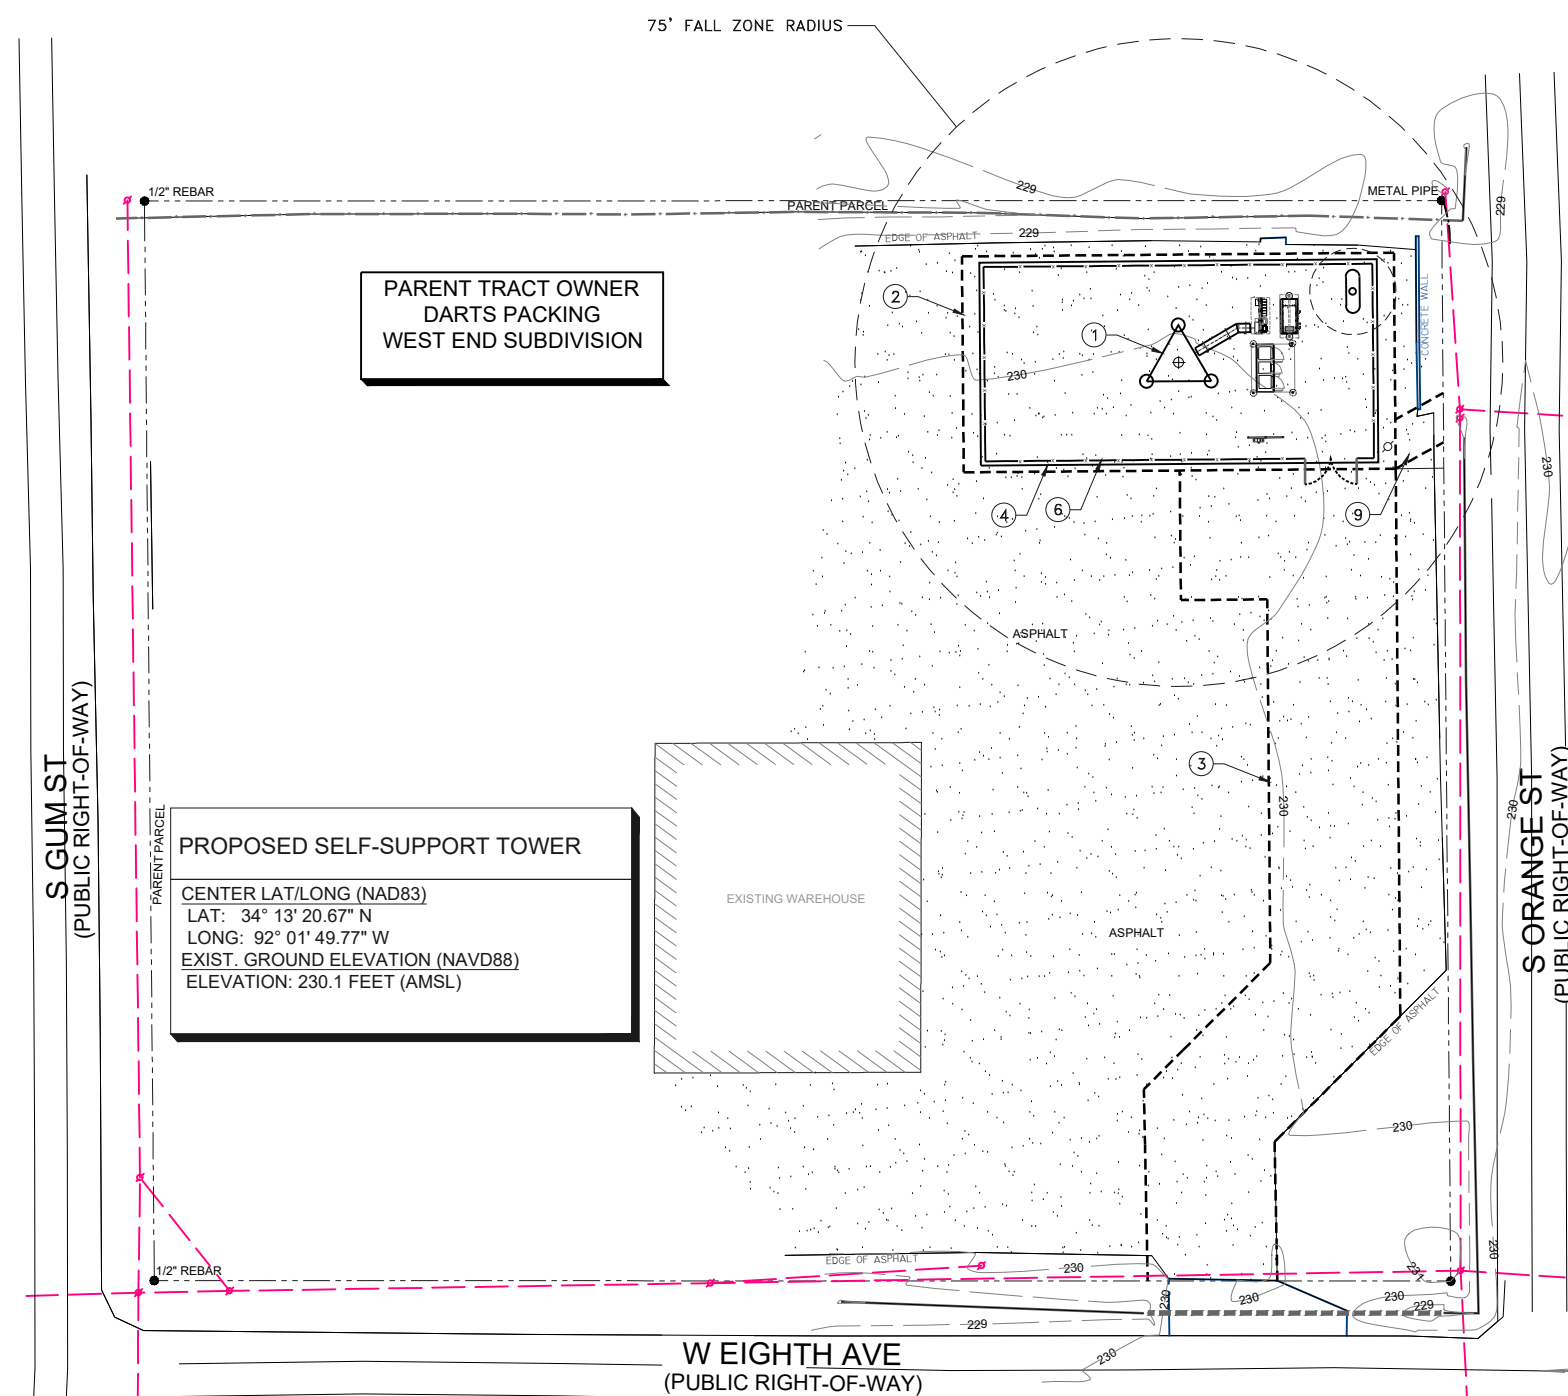 75' FALL ZONE RADIUS
1/2" REBAR
229
METAL PIPE
PARENT PARCEL
229
EDGE OF ASPHALT
229
PARENT TRACT OWNER
DARTS PACKING
WEST END SUBDIVISION
2
1
CONCRETE WALL
230
4
6
9
230
ASPHALT
3
230
230
S GUM ST
(PUBLIC RIGHT-OF-WAY)
PARENT PARCEL
PROPOSED SELF-SUPPORT TOWER
CENTER LAT/LONG (NAD83)
LAT: 34° 13' 20.67" N
LONG: 92° 01' 49.77" W
EXIST. GROUND ELEVATION (NAVD88)
ELEVATION: 230.1 FEET (AMSL)
EXISTING WAREHOUSE
ASPHALT
S ORANGE ST
(PUBLIC RIGHT-OF-WAY)
EDGE OF ASPHALT
230
1/2" REBAR
EDGE OF ASPHALT
230
231
230
230
230
230
229
229
230
W EIGHTH AVE
(PUBLIC RIGHT-OF-WAY)